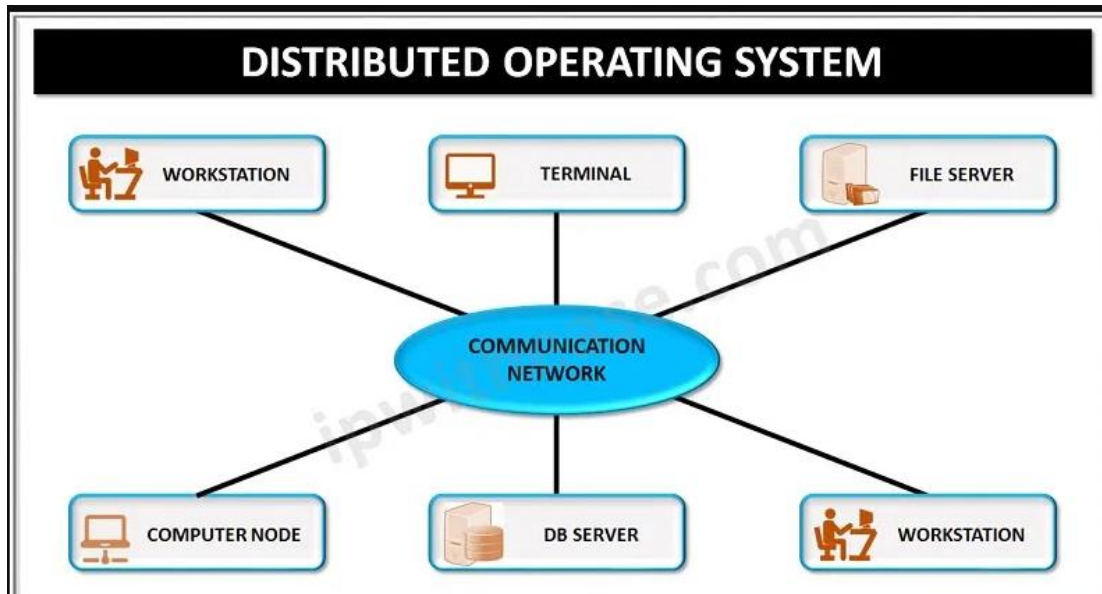 DISTRIBUTED OPERATING SYSTEM
WORKSTATION
TERMINAL
FILE SERVER
COMMUNICATION
NETWORK
COMPUTER NODE
DB SERVER
WORKSTATION